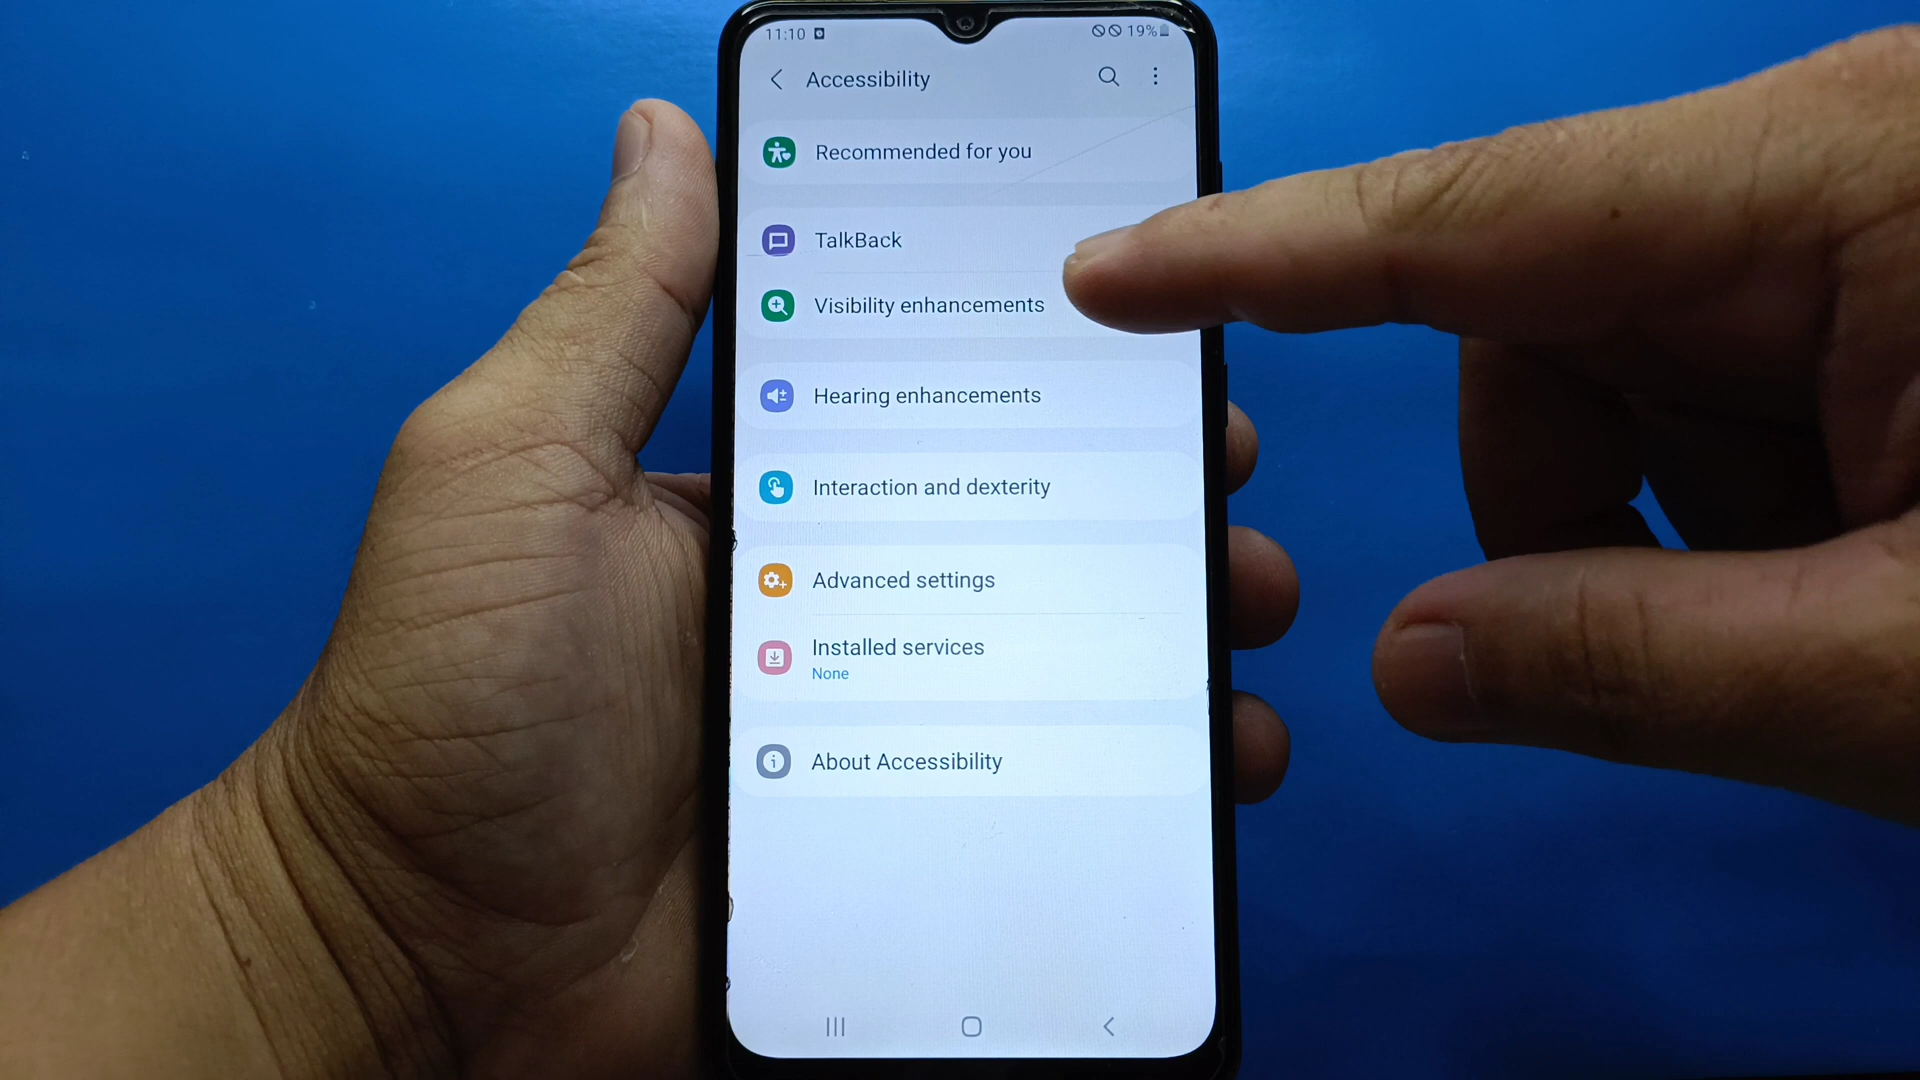 11:10 19%
Accessibility
Recommended for you
TalkBack
Visibility enhancements
Hearing enhancements
Interaction and dexterity
Advanced settings
Installed services
None
About Accessibility